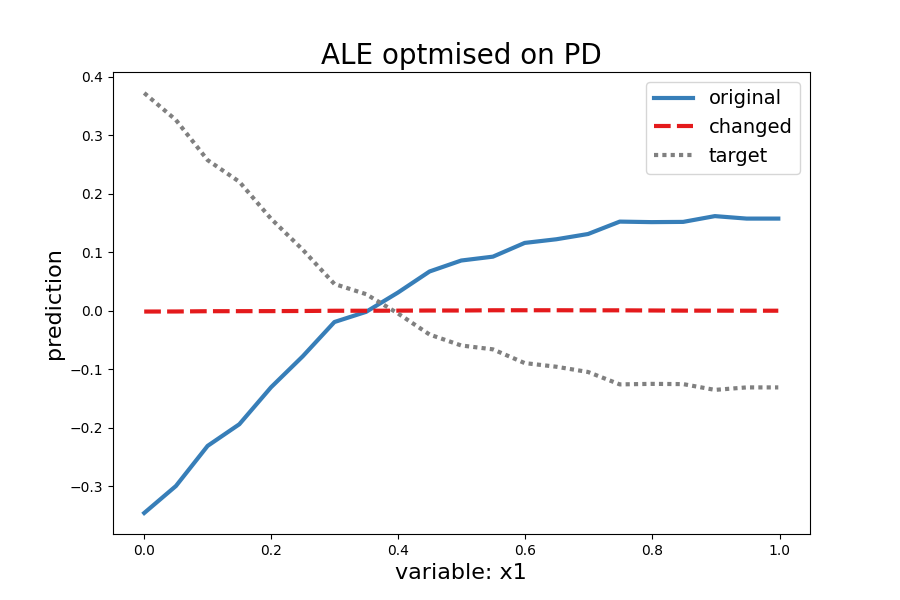 ALE optmised on PD
original
changed
target
0.4
0.3
0.2
0.1
0.0
−0.1
−0.2
−0.3
prediction
0.0 0.2 0.4 0.6 0.8 1.0
variable: x1